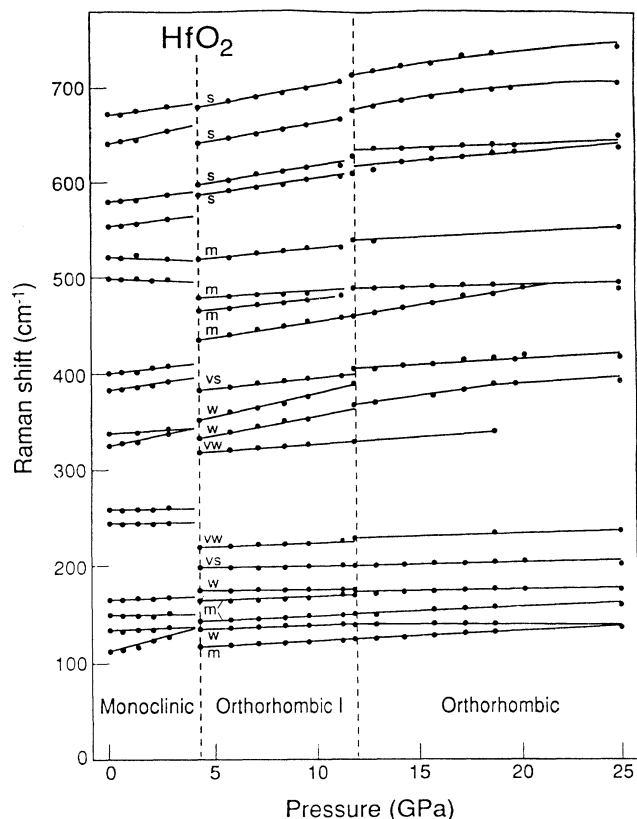 HfO2
700
600
500
400
300
200
100
Raman shift (cm-1)
s
s
s
s
m
m
m
m
vs
w
w
vw
vw
vs
w
m
w
m
Monoclinic Orthorhombic I Orthorhombic
0 5 10 15 20 25
Pressure (GPa)